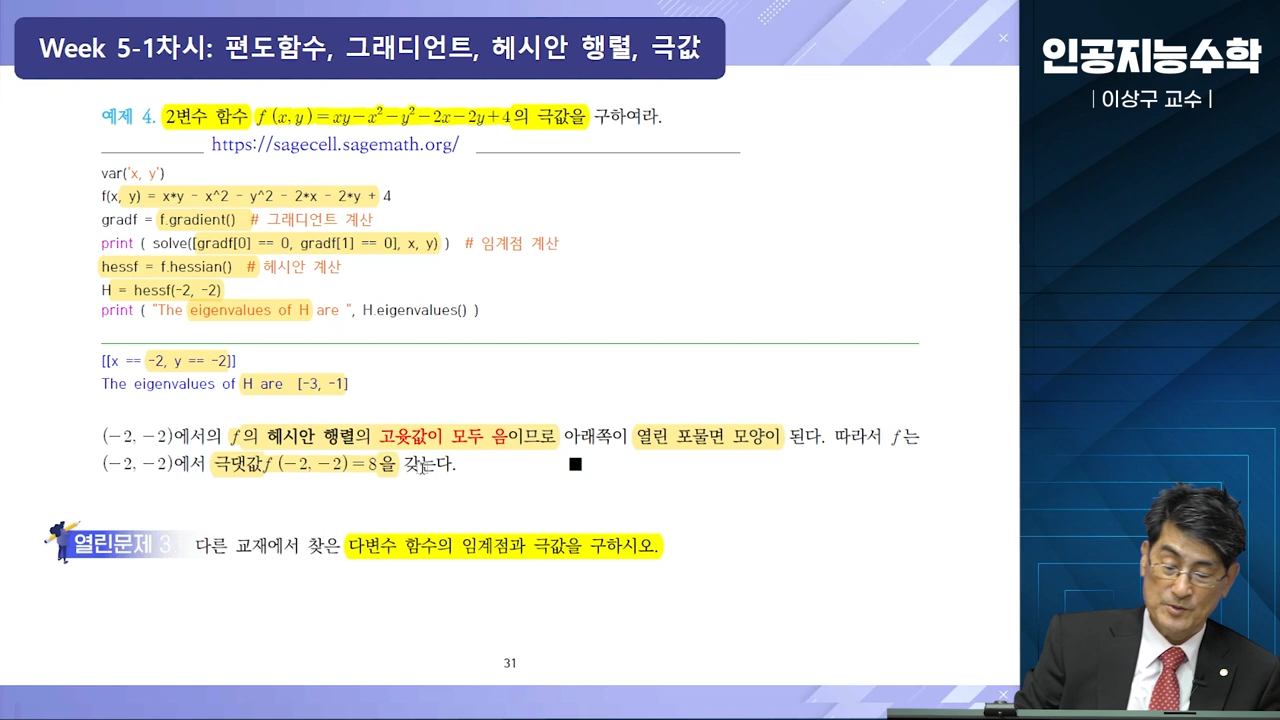 Week 5-1차시: 편도함수, 그래디언트, 헤시안 행렬, 극값
인공지능수학
| 이상구 교수 |
예제 4. 2변수 함수 f(x, y)=xy−x²−y²−2x−2y+4의 극값을 구하여라.
https://sagecell.sagemath.org/
var('x, y')
f(x, y) = x*y - x^2 - y^2 - 2*x - 2*y + 4
gradf = f.gradient() # 그래디언트 계산
print ( solve([gradf[0] == 0, gradf[1] == 0], x, y) ) # 임계점 계산
hessf = f.hessian() # 헤시안 계산
H = hessf(-2, -2)
print ( "The eigenvalues of H are ", H.eigenvalues() )
[[x == -2, y == -2]]
The eigenvalues of H are [-3, -1]
(−2, −2)에서의 f의 헤시안 행렬의 고윳값이 모두 음이므로 아래쪽이 열린 포물면 모양이 된다. 따라서 f는
(−2, −2)에서 극댓값 f(−2, −2)=8을 갖는다. ■
열린문제 3. 다른 교재에서 찾은 다변수 함수의 임계점과 극값을 구하시오.
31